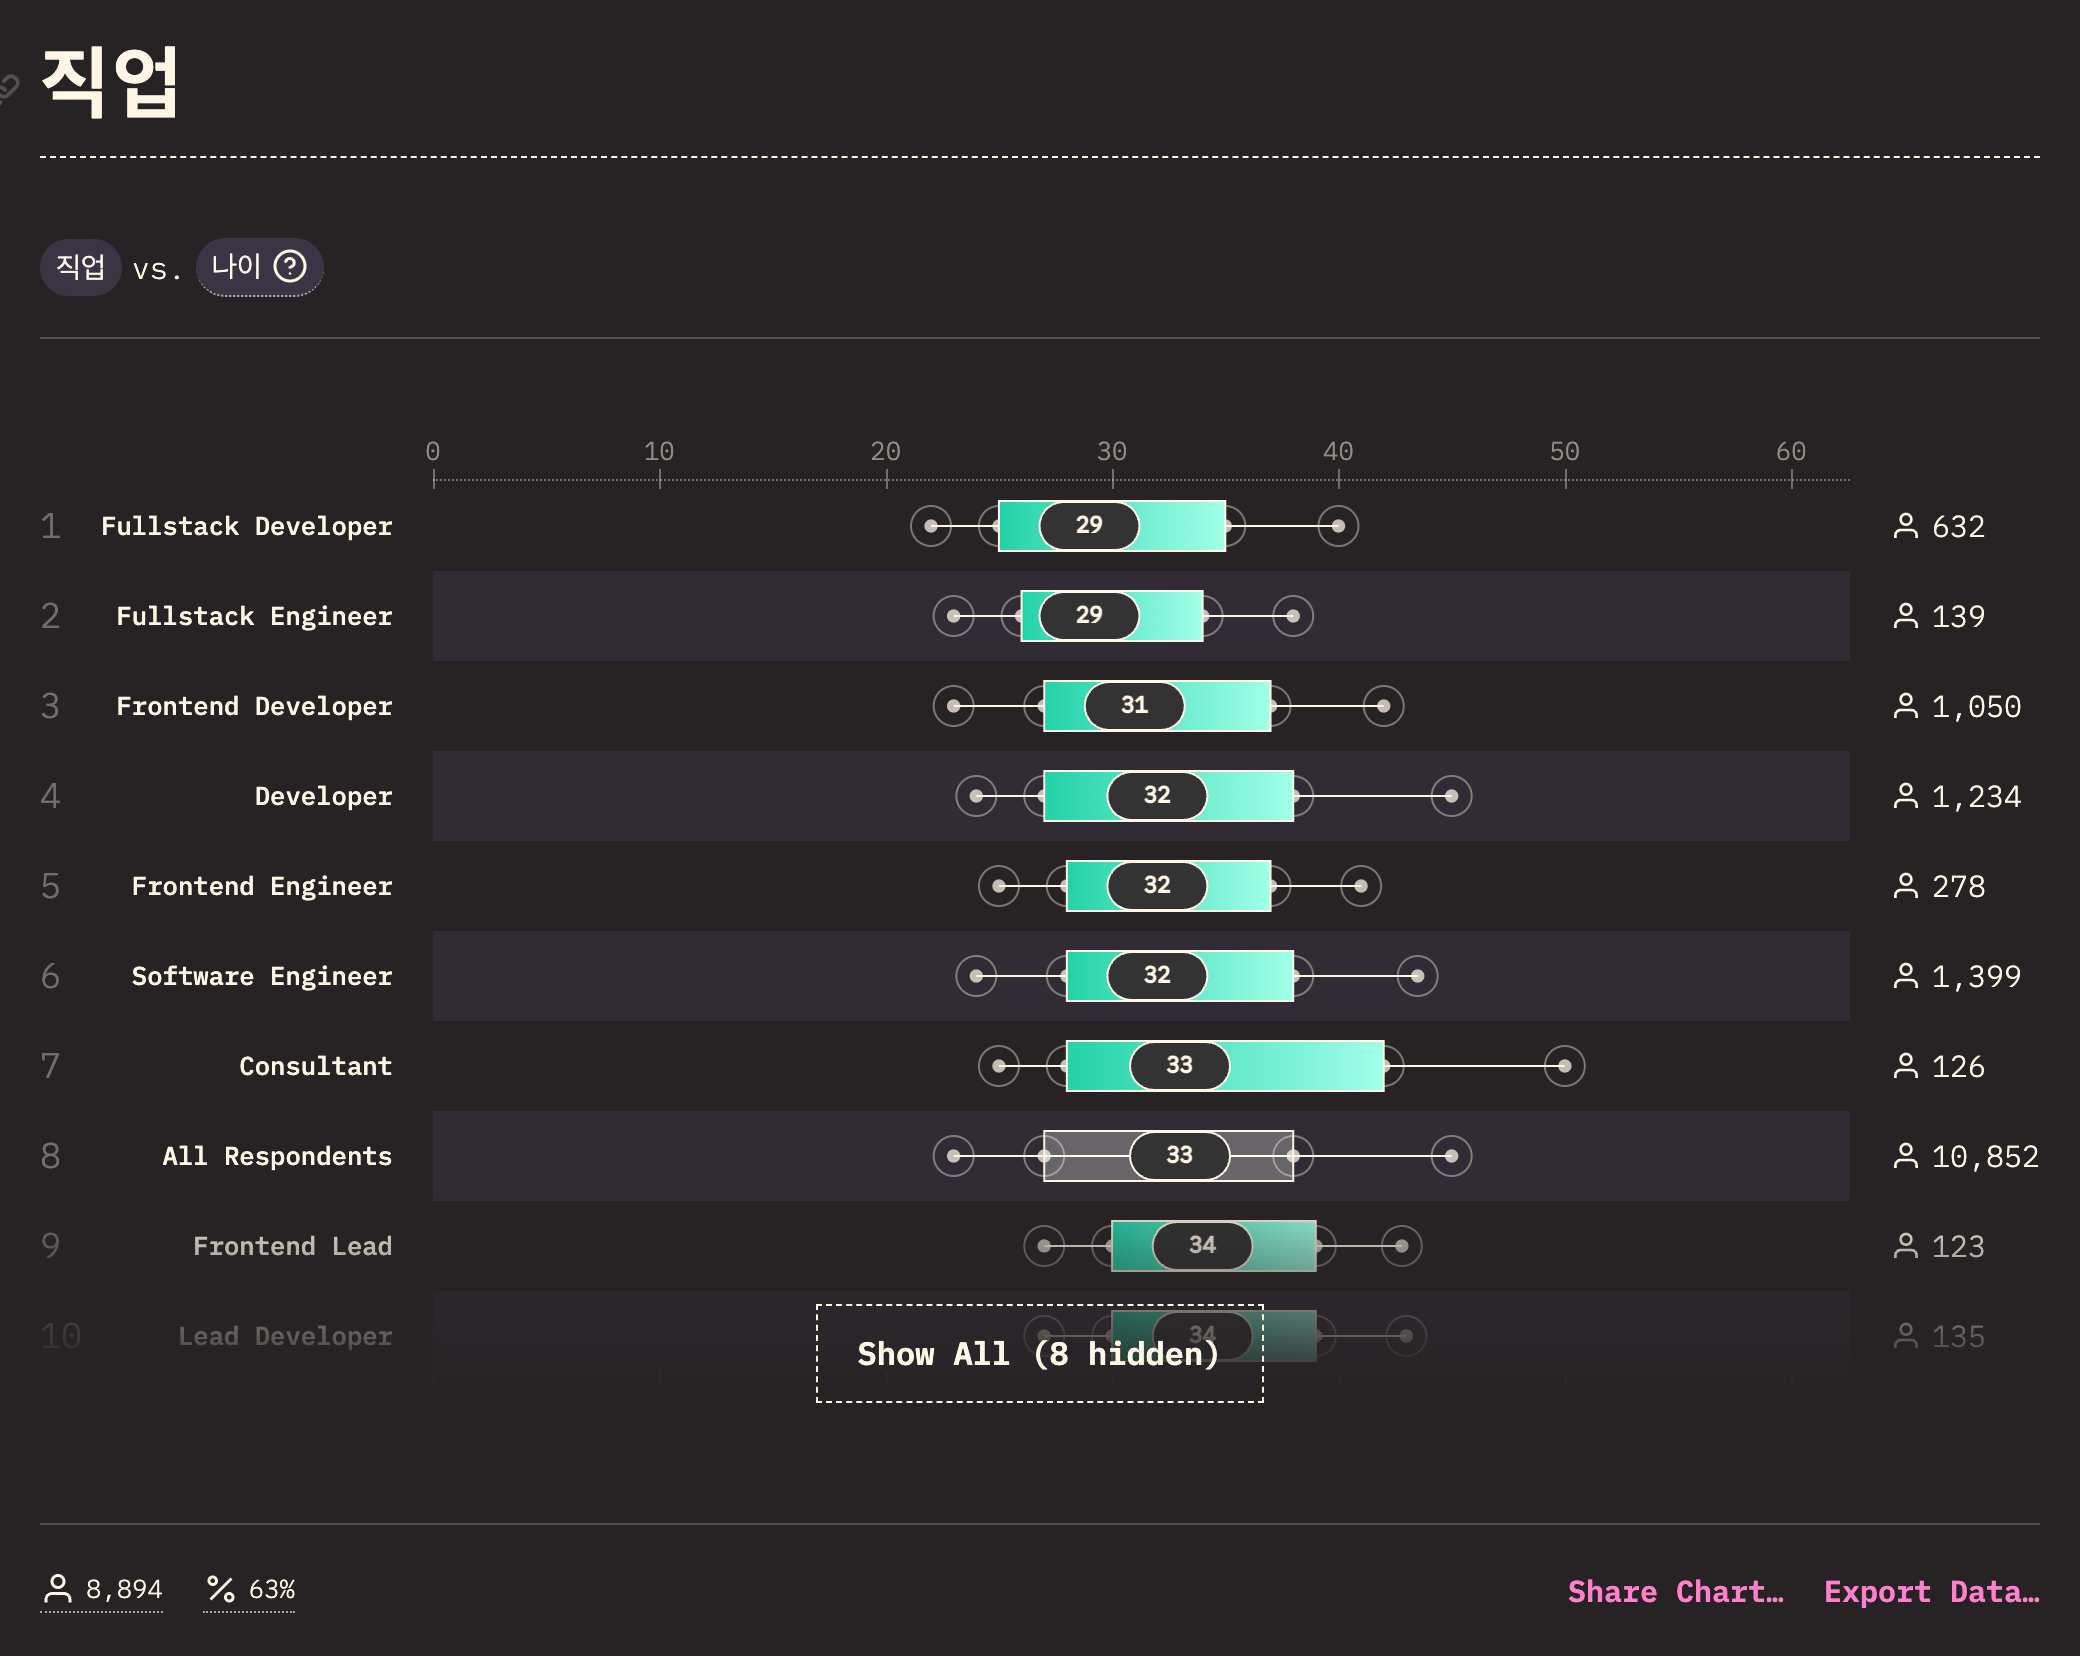 직업
직업 vs. 나이
0 10 20 30 40 50 60
1 Fullstack Developer 29 632
2 Fullstack Engineer 29 139
3 Frontend Developer 31 1,050
4 Developer 32 1,234
5 Frontend Engineer 32 278
6 Software Engineer 32 1,399
7 Consultant 33 126
8 All Respondents 33 10,852
9 Frontend Lead 34 123
10 Lead Developer 34 135
Show All (8 hidden)
8,894 % 63% Share Chart… Export Data…